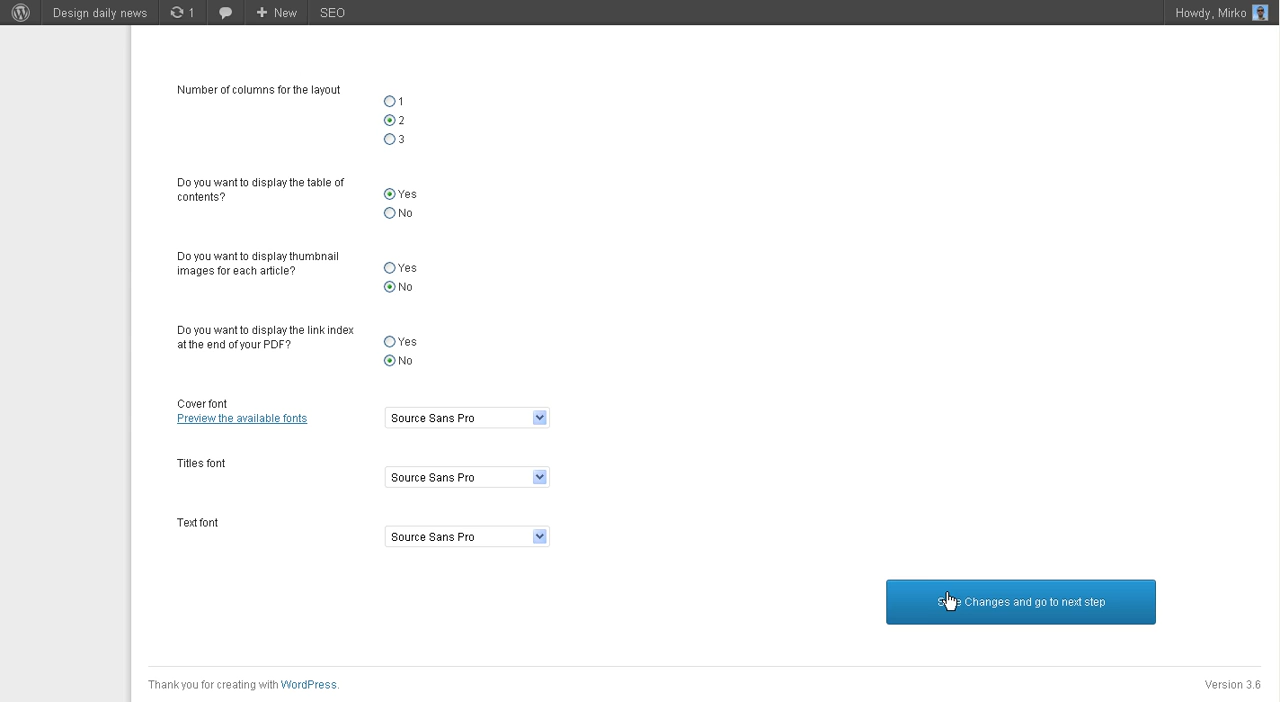 Design daily news 1 New SEO Howdy, Mirko
Number of columns for the layout
1
2
3
Do you want to display the table of
contents?
Yes
No
Do you want to display thumbnail
images for each article?
Yes
No
Do you want to display the link index
at the end of your PDF?
Yes
No
Cover font
Preview the available fonts
Source Sans Pro
Titles font
Source Sans Pro
Text font
Source Sans Pro
Changes and go to next step
Thank you for creating with WordPress. Version 3.6